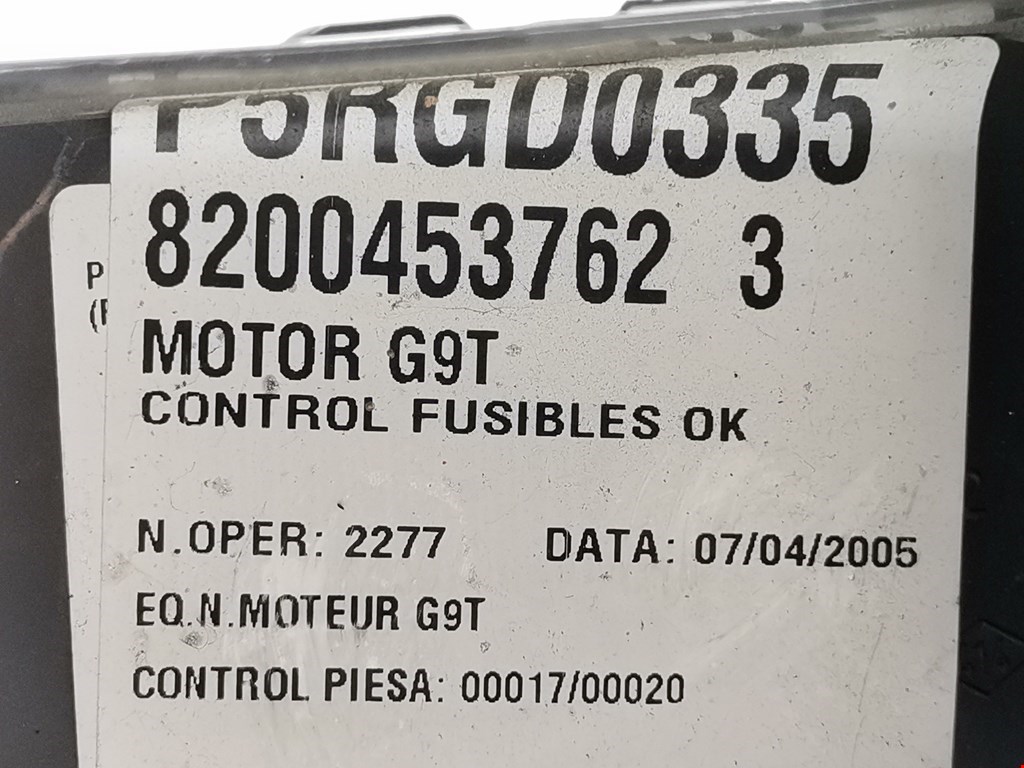 P5RGD0335
8200453762 3
MOTOR G9T
CONTROL FUSIBLES OK
N.OPER: 2277 DATA: 07/04/2005
EQ.N.MOTEUR G9T
CONTROL PIESA: 00017/00020
P